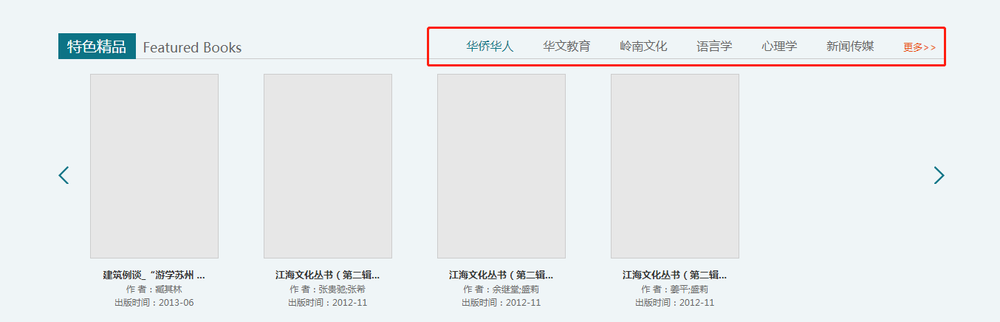 特色精品 Featured Books 华侨华人 华文教育 岭南文化 语言学 心理学 新闻传媒 更多>>
建筑例谈_“游学苏州 ...
作 者：臧其林
出版时间：2013-06
江海文化丛书（第二辑...
作 者：张贵驰;张希
出版时间：2012-11
江海文化丛书（第二辑...
作 者：余继堂;盛莉
出版时间：2012-11
江海文化丛书（第二辑...
作 者：姜平;盛莉
出版时间：2012-11